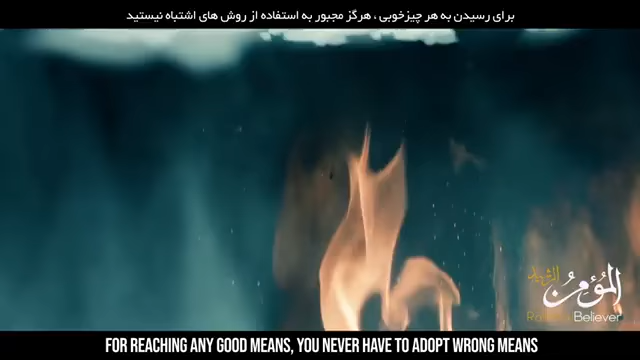 برای رسیدن به هر چیزخوبی ، هرگز مجبور به استفاده از روش های اشتباه نیستید
المؤمن
Believer
FOR REACHING ANY GOOD MEANS, YOU NEVER HAVE TO ADOPT WRONG MEANS